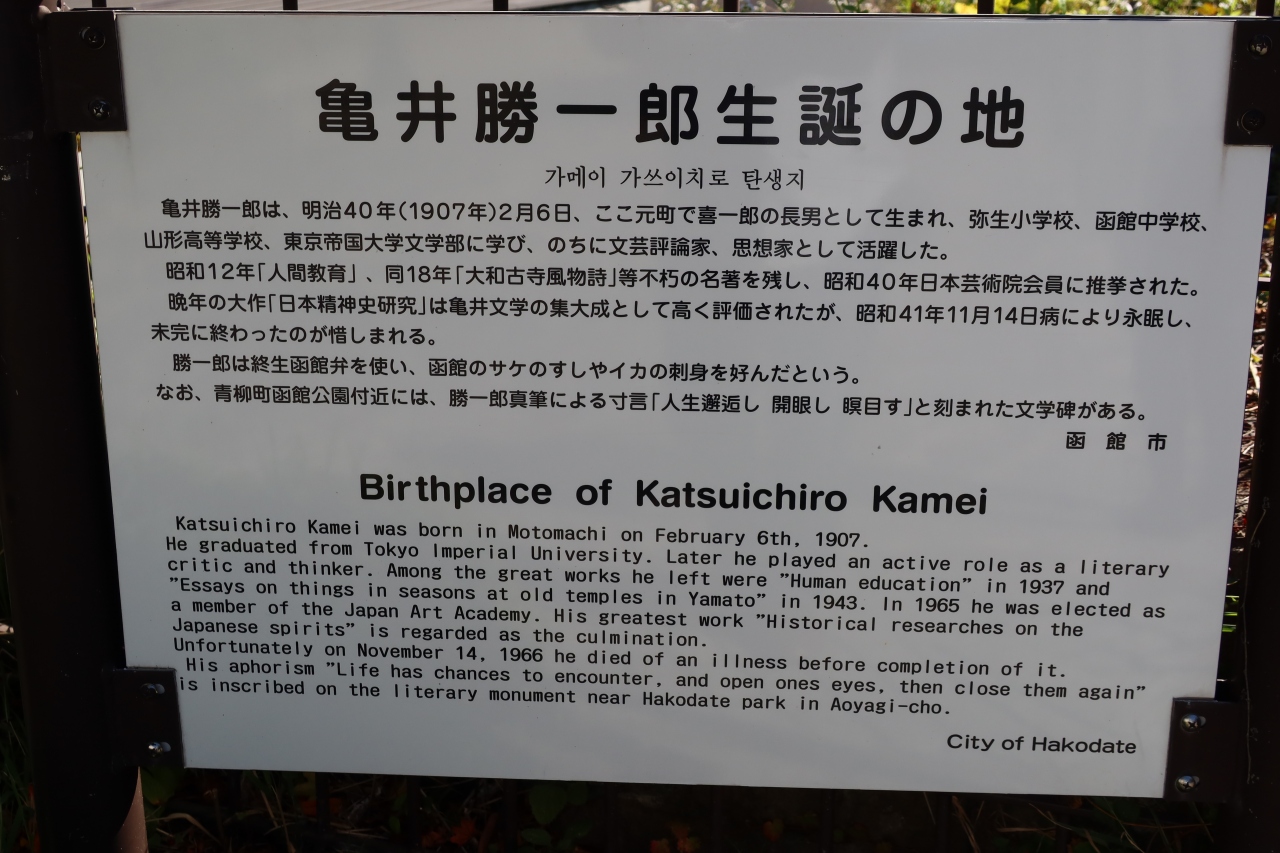 亀井勝一郎生誕の地
가메이 가쓰이치로 탄생지
亀井勝一郎は、明治40年(1907年)2月6日、ここ元町で喜一郎の長男として生まれ、弥生小学校、函館中学校、
山形高等学校、東京帝国大学文学部に学び、のちに文芸評論家、思想家として活躍した。
昭和12年「人間教育」、同18年「大和古寺風物詩」等不朽の名著を残し、昭和40年日本芸術院会員に推挙された。
晩年の大作「日本精神史研究」は亀井文学の集大成として高く評価されたが、昭和41年11月14日病により永眠し、
未完に終わったのが惜しまれる。
勝一郎は終生函館弁を使い、函館のサケのすしやイカの刺身を好んだという。
なお、青柳町函館公園付近には、勝一郎真筆による寸言「人生邂逅し 開眼し 瞑目す」と刻まれた文学碑がある。
函館市
Birthplace of Katsuichiro Kamei
Katsuichiro Kamei was born in Motomachi on February 6th, 1907.
He graduated from Tokyo Imperial University. Later he played an active role as a literary
critic and thinker. Among the great works he left were "Human education" in 1937 and
"Essays on things in seasons at old temples in Yamato" in 1943. In 1965 he was elected as
a member of the Japan Art Academy. His greatest work "Historical researches on the
Japanese spirits" is regarded as the culmination.
Unfortunately on November 14, 1966 he died of an illness before completion of it.
His aphorism "Life has chances to encounter, and open ones eyes, then close them again"
is inscribed on the literary monument near Hakodate park in Aoyagi-cho.
City of Hakodate